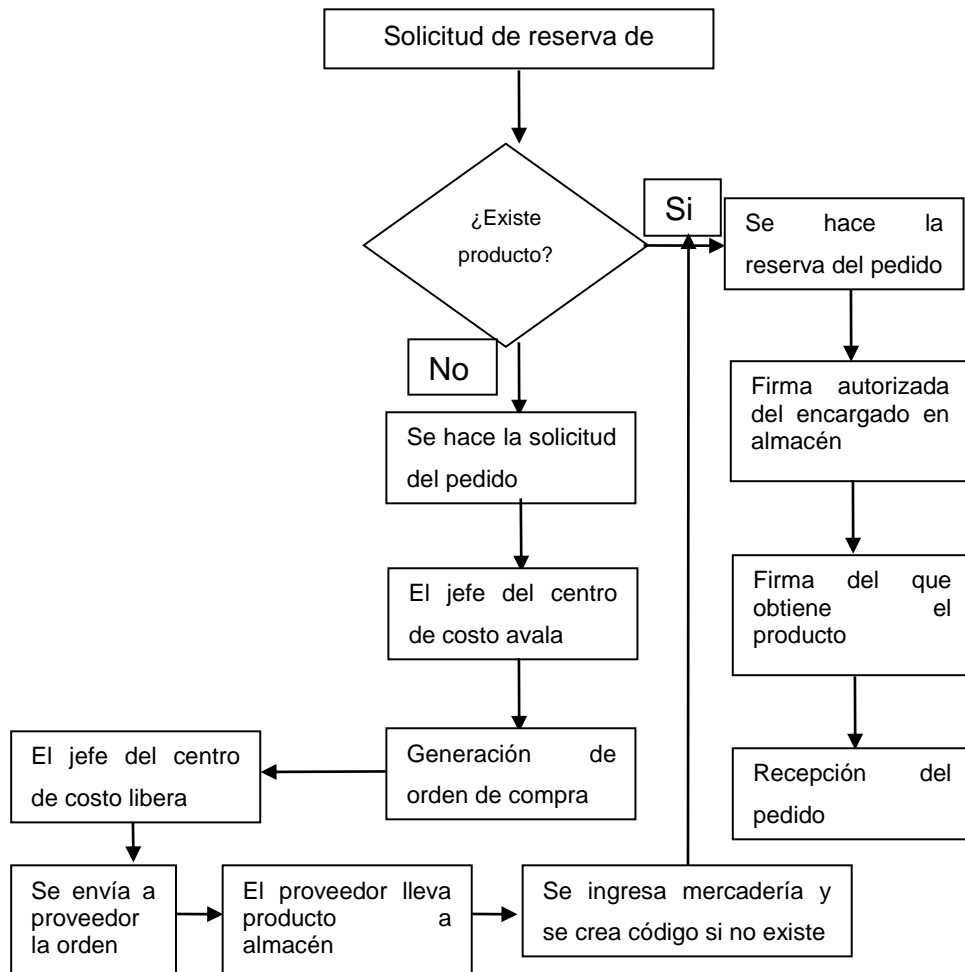 Solicitud de reserva de
¿Existe
producto?
Si
Se hace la
reserva del pedido
No
Firma autorizada
del encargado en
almacén
Se hace la solicitud
del pedido
Firma del que
obtiene el
producto
El jefe del centro
de costo avala
Generación de
orden de compra
El jefe del centro
de costo libera
Recepción del
pedido
Se envía a
proveedor
la orden
El proveedor lleva
producto a
almacén
Se ingresa mercadería y
se crea código si no existe